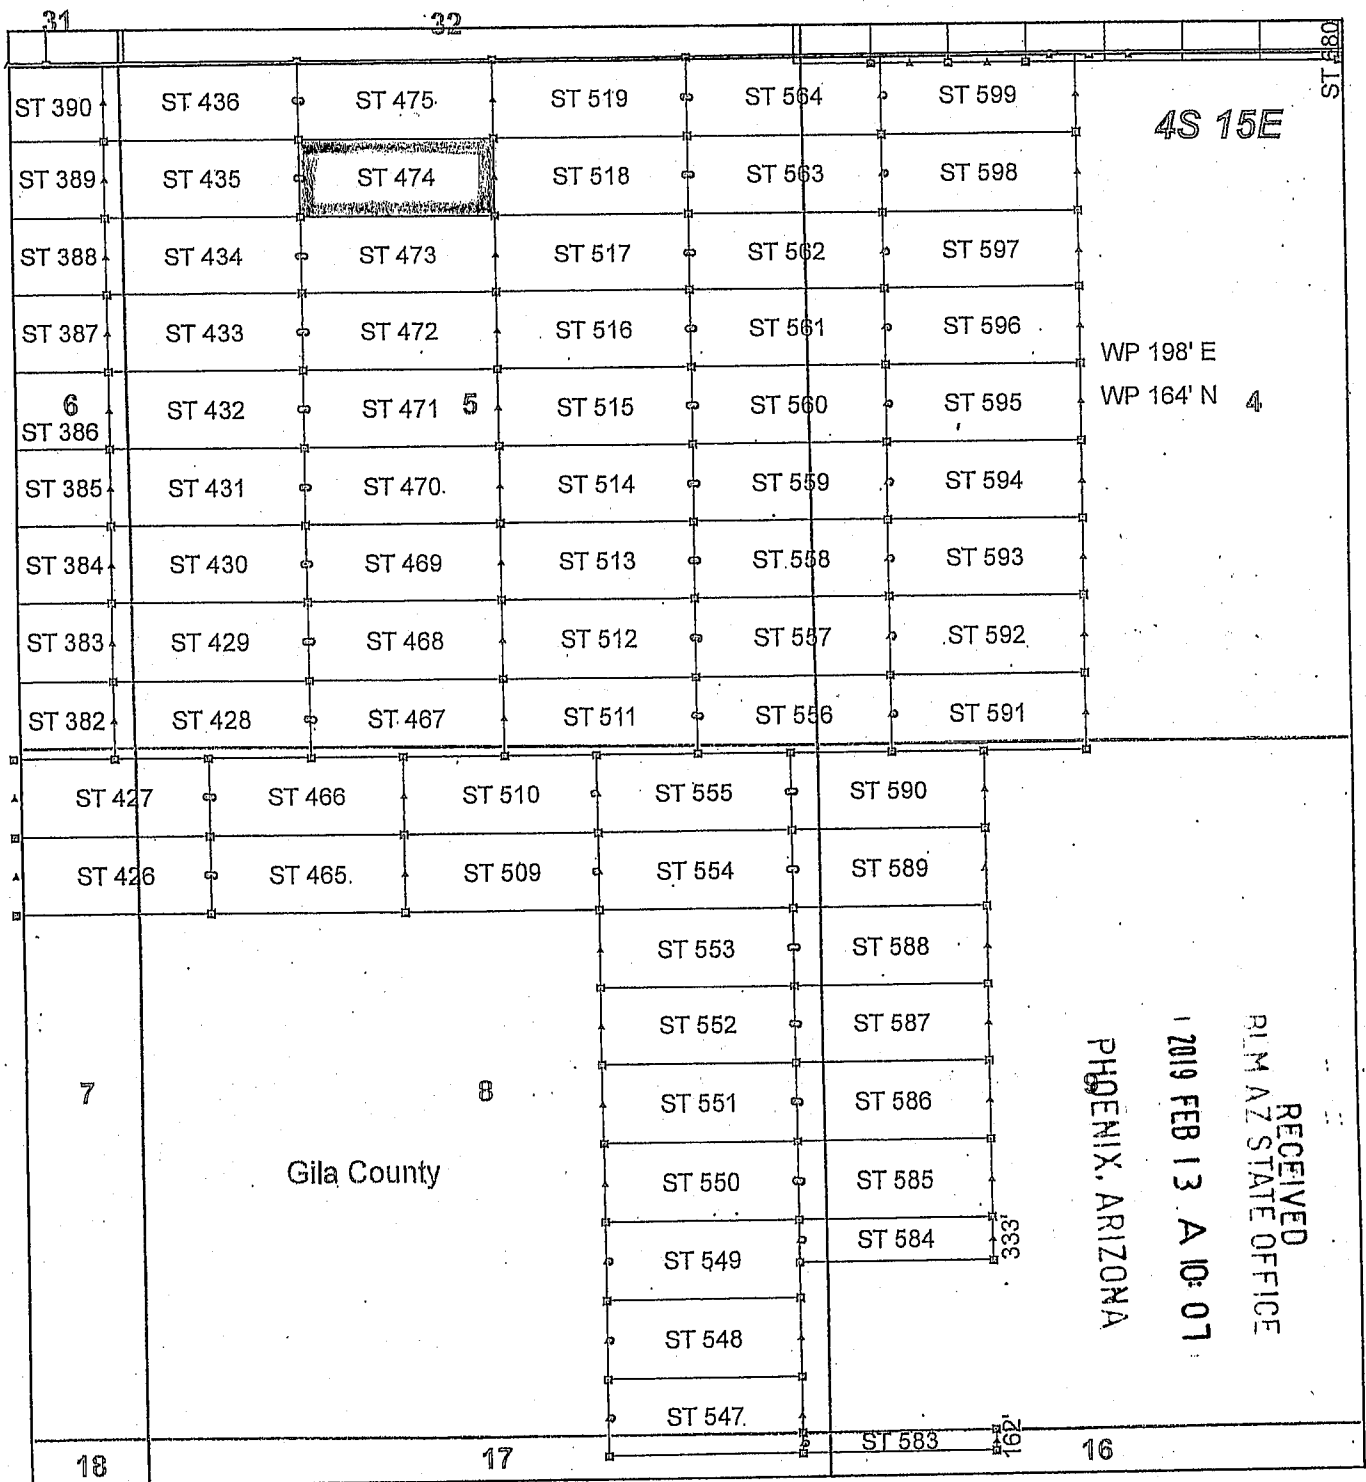 31 32
ST 390 ST 436 ST 475 ST 519 ST 564 ST 599 ST 580
4S 15E
ST 389 ST 435 ST 474 ST 518 ST 563 ST 598
ST 388 ST 434 ST 473 ST 517 ST 562 ST 597
ST 387 ST 433 ST 472 ST 516 ST 561 ST 596
WP 198' E
WP 164' N 4
6 ST 432 ST 471 5 ST 515 ST 560 ST 595
ST 386
ST 385 ST 431 ST 470 ST 514 ST 559 ST 594
ST 384 ST 430 ST 469 ST 513 ST 558 ST 593
ST 383 ST 429 ST 468 ST 512 ST 557 ST 592
ST 382 ST 428 ST 467 ST 511 ST 556 ST 591
ST 427 ST 466 ST 510 ST 555 ST 590
ST 426 ST 465 ST 509 ST 554 ST 589
ST 553 ST 588
ST 552 ST 587
7 8 ST 551 ST 586 9
Gila County ST 550 ST 585
ST 549 ST 584 333'
ST 548
ST 547
ST 583 162'
18 17 16
RECEIVED
BLM AZ STATE OFFICE
2019 FEB 13 A 10:07
PHOENIX, ARIZONA